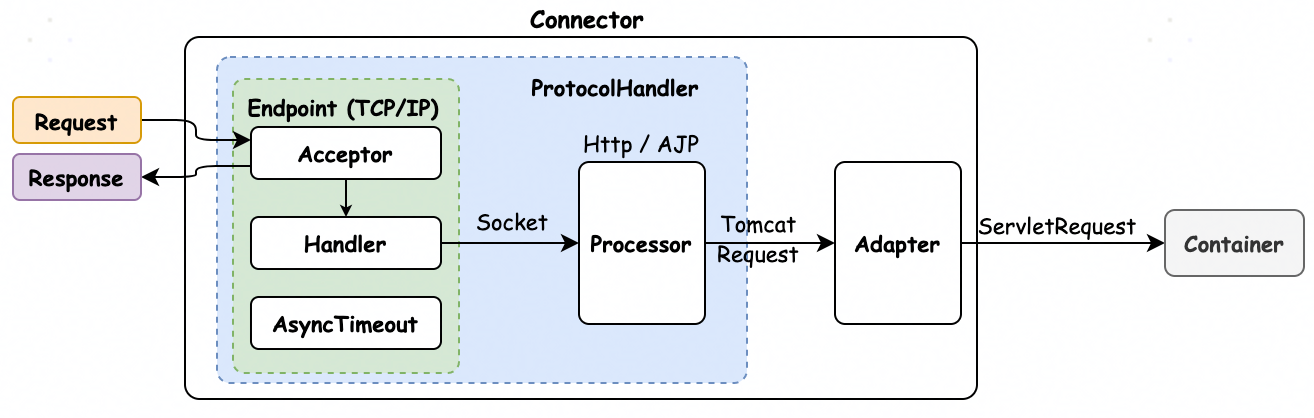 Connector
ProtocolHandler
Endpoint (TCP/IP)
Request
Response
Acceptor
Handler
AsyncTimeout
Socket
Http / AJP
Processor
Tomcat
Request
Adapter
ServletRequest
Container